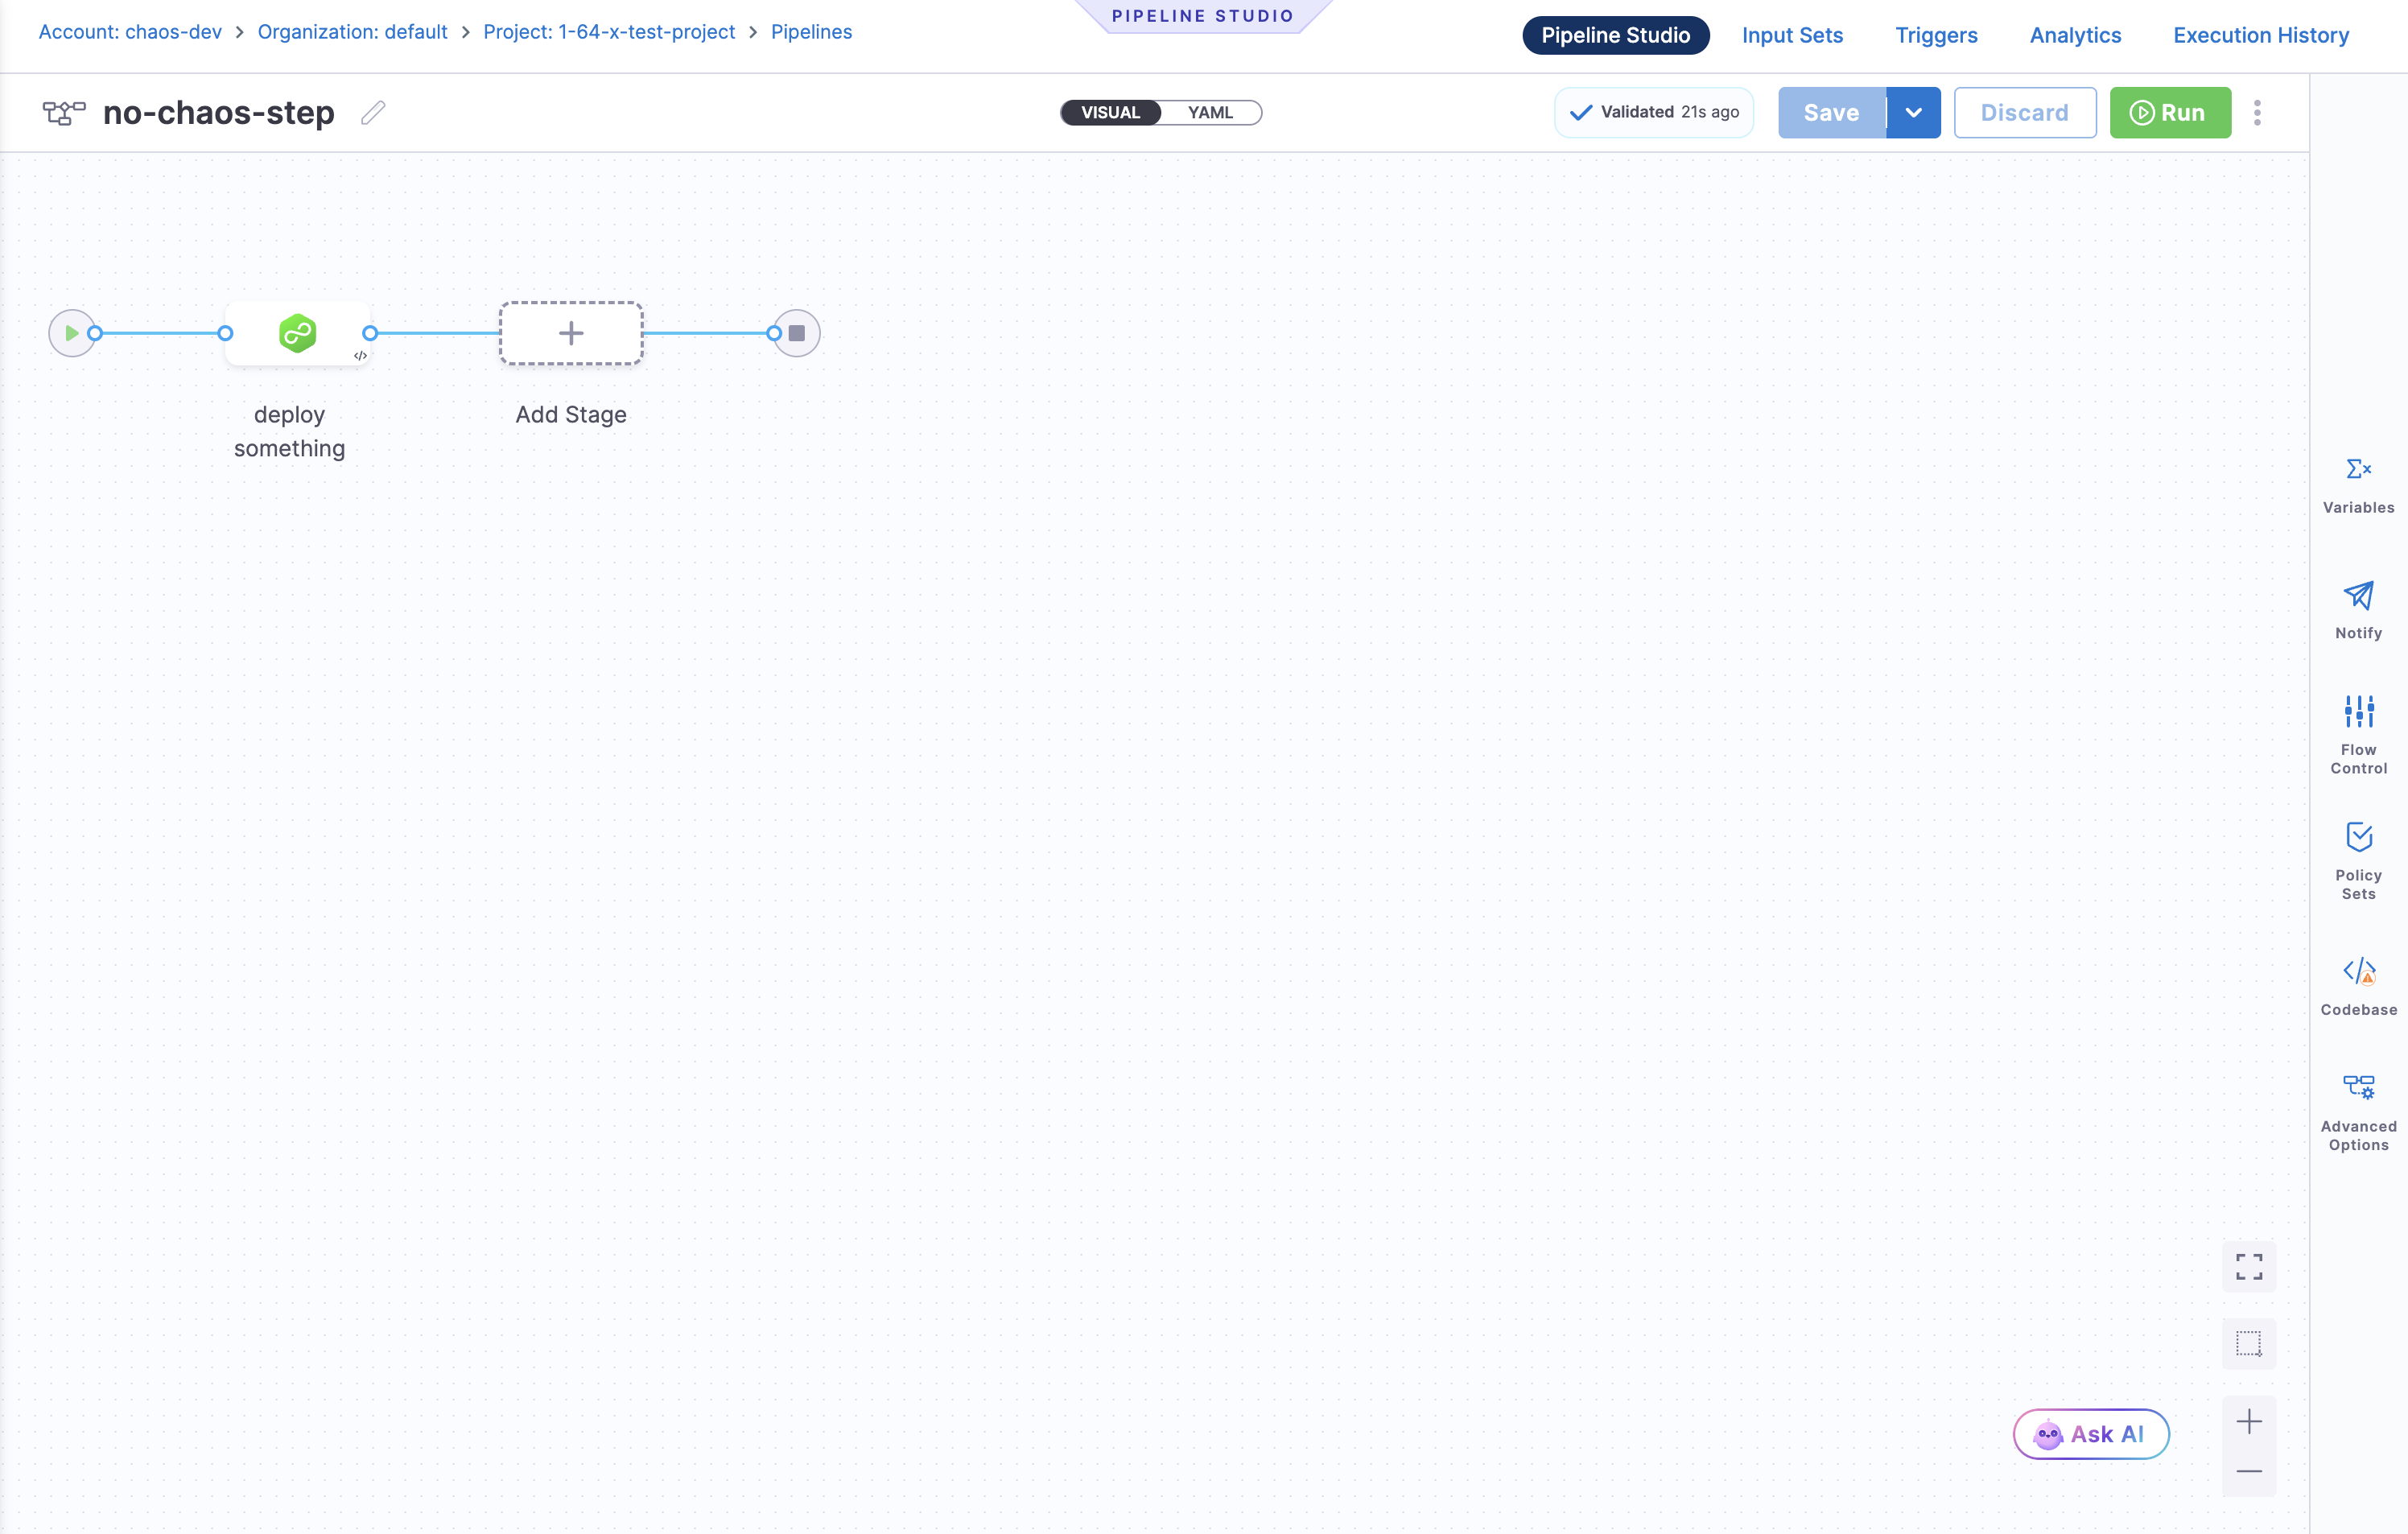 PIPELINE STUDIO
Account: chaos-dev > Organization: default > Project: 1-64-x-test-project > Pipelines
Pipeline Studio
Input Sets
Triggers
Analytics
Execution History
no-chaos-step
VISUAL
YAML
Validated 21s ago
Save
Discard
Run
</>
deploy
something
Add Stage
Variables
Notify
Flow
Control
Policy
Sets
Codebase
Advanced
Options
Ask AI